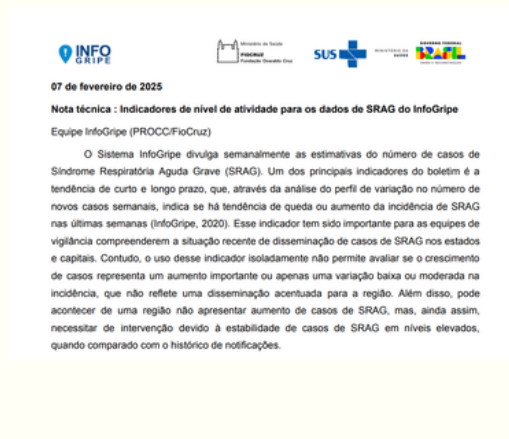 INFO
GRIPE
Ministério da Saúde
FIOCRUZ
Fundação Oswaldo Cruz
SUS
MINISTÉRIO DA
SAÚDE
GOVERNO FEDERAL
BRASIL
UNIÃO E RECONSTRUÇÃO
07 de fevereiro de 2025
Nota técnica : Indicadores de nível de atividade para os dados de SRAG do InfoGripe
Equipe InfoGripe (PROCC/FioCruz)
O Sistema InfoGripe divulga semanalmente as estimativas do número de casos de
Síndrome Respiratória Aguda Grave (SRAG). Um dos principais indicadores do boletim é a
tendência de curto e longo prazo, que, através da análise do perfil de variação no número de
novos casos semanais, indica se há tendência de queda ou aumento da incidência de SRAG
nas últimas semanas (InfoGripe, 2020). Esse indicador tem sido importante para as equipes de
vigilância compreenderem a situação recente de disseminação de casos de SRAG nos estados
e capitais. Contudo, o uso desse indicador isoladamente não permite avaliar se o crescimento
de casos representa um aumento importante ou apenas uma variação baixa ou moderada na
incidência, que não reflete uma disseminação acentuada para a região. Além disso, pode
acontecer de uma região não apresentar aumento de casos de SRAG, mas, ainda assim,
necessitar de intervenção devido à estabilidade de casos de SRAG em níveis elevados,
quando comparado com o histórico de notificações.